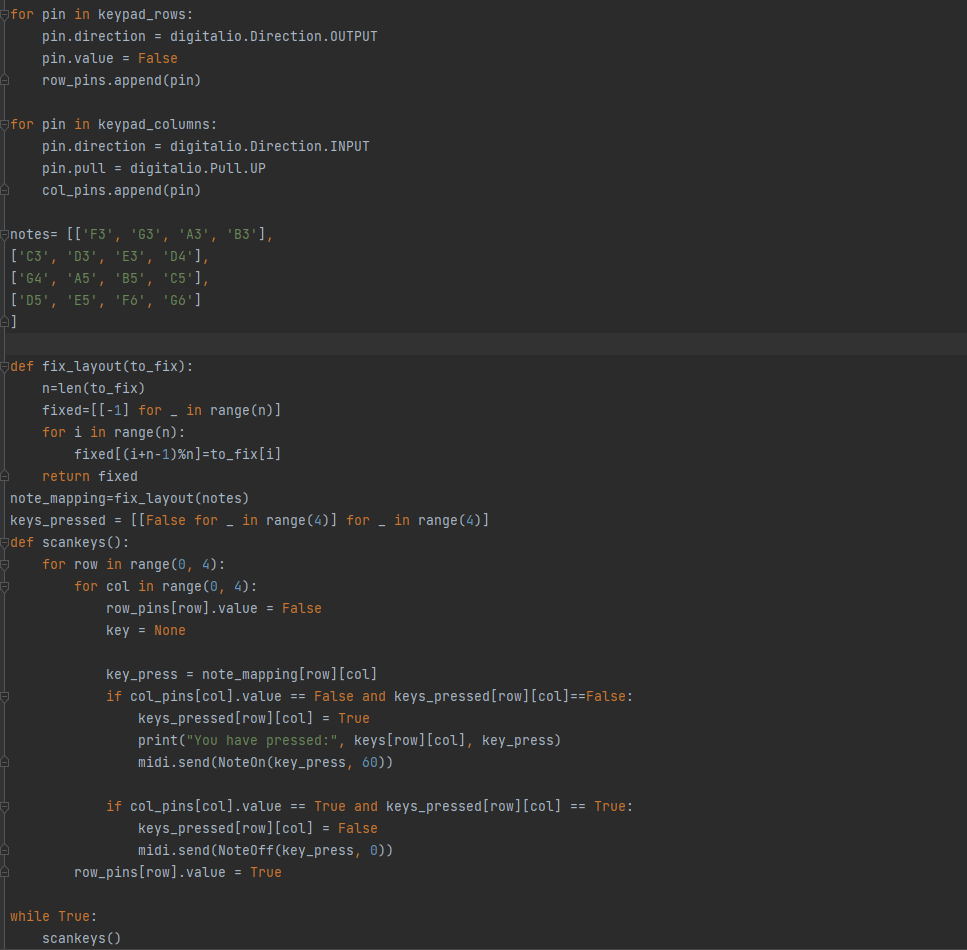 for pin in keypad_rows:
    pin.direction = digitalio.Direction.OUTPUT
    pin.value = False
    row_pins.append(pin)

for pin in keypad_columns:
    pin.direction = digitalio.Direction.INPUT
    pin.pull = digitalio.Pull.UP
    col_pins.append(pin)

notes= [['F3', 'G3', 'A3', 'B3'],
['C3', 'D3', 'E3', 'D4'],
['G4', 'A5', 'B5', 'C5'],
['D5', 'E5', 'F6', 'G6']
]

def fix_layout(to_fix):
    n=len(to_fix)
    fixed=[[-1] for _ in range(n)]
    for i in range(n):
        fixed[(i+n-1)%n]=to_fix[i]
    return fixed
note_mapping=fix_layout(notes)
keys_pressed = [[False for _ in range(4)] for _ in range(4)]
def scankeys():
    for row in range(0, 4):
        for col in range(0, 4):
            row_pins[row].value = False
            key = None

            key_press = note_mapping[row][col]
            if col_pins[col].value == False and keys_pressed[row][col]==False:
                keys_pressed[row][col] = True
                print("You have pressed:", keys[row][col], key_press)
                midi.send(NoteOn(key_press, 60))

            if col_pins[col].value == True and keys_pressed[row][col] == True:
                keys_pressed[row][col] = False
                midi.send(NoteOff(key_press, 0))
        row_pins[row].value = True

while True:
    scankeys()